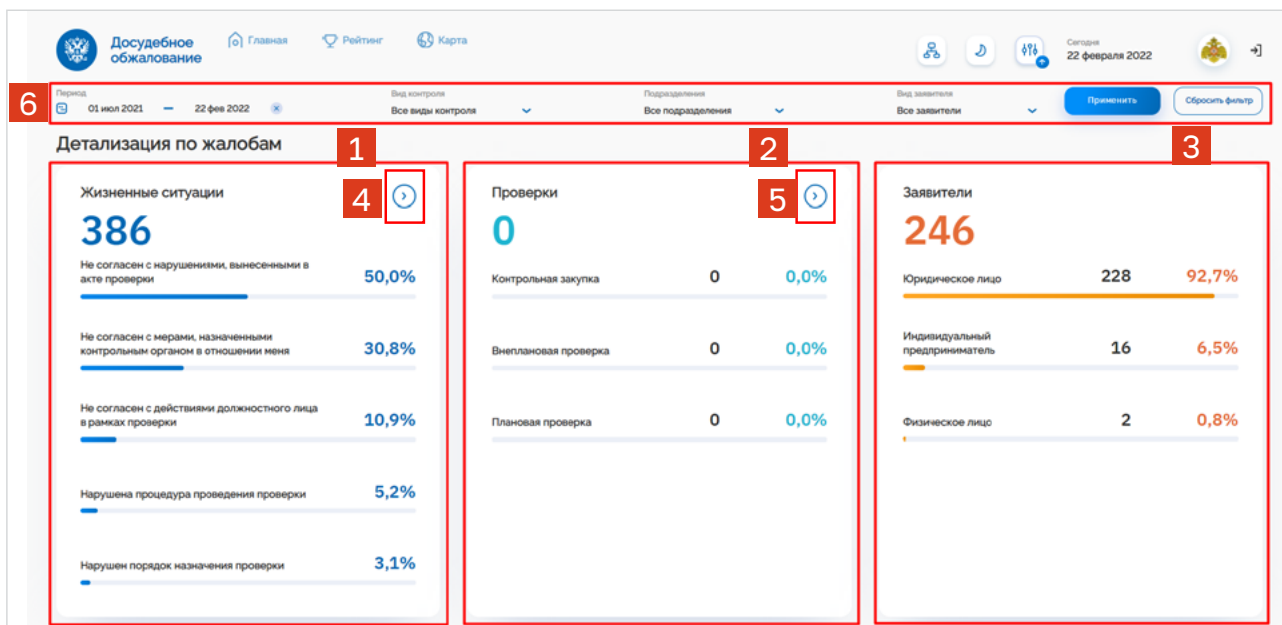 Досудебное
обжалование
Главная
Рейтинг
Карта
Сегодня
22 февраля 2022
6
Период
01 июл 2021 — 22 фев 2022
Вид контроля
Все виды контроля
Подразделения
Все подразделения
Вид заявителя
Все заявители
Применить
Сбросить фильтр
Детализация по жалобам
1
2
3
Жизненные ситуации
4
386
Не согласен с нарушениями, вынесенными в
акте проверки
50,0%
Не согласен с мерами, назначенными
контрольным органом в отношении меня
30,8%
Не согласен с действиями должностного лица
в рамках проверки
10,9%
Нарушена процедура проведения проверки
5,2%
Нарушен порядок назначения проверки
3,1%
Проверки
5
0
Контрольная закупка 0 0,0%
Внеплановая проверка 0 0,0%
Плановая проверка 0 0,0%
Заявители
246
Юридическое лицо 228 92,7%
Индивидуальный
предприниматель 16 6,5%
Физическое лицо 2 0,8%